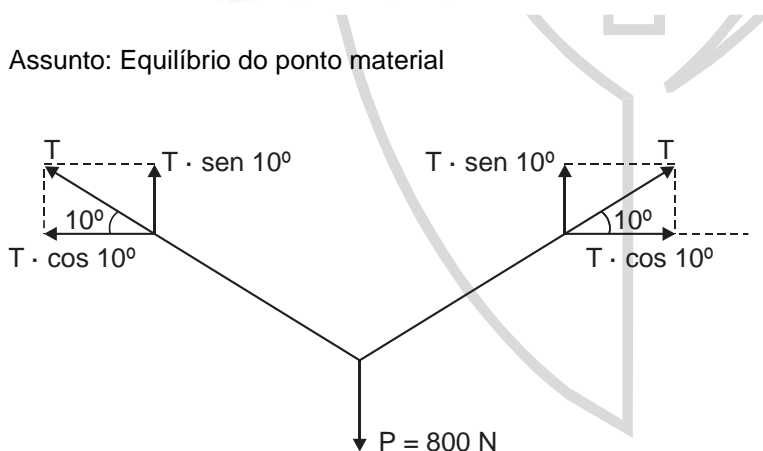 Assunto: Equilíbrio do ponto material
T
T · sen 10º
T · sen 10º
T
10º
10º
T · cos 10º
T · cos 10º
P = 800 N